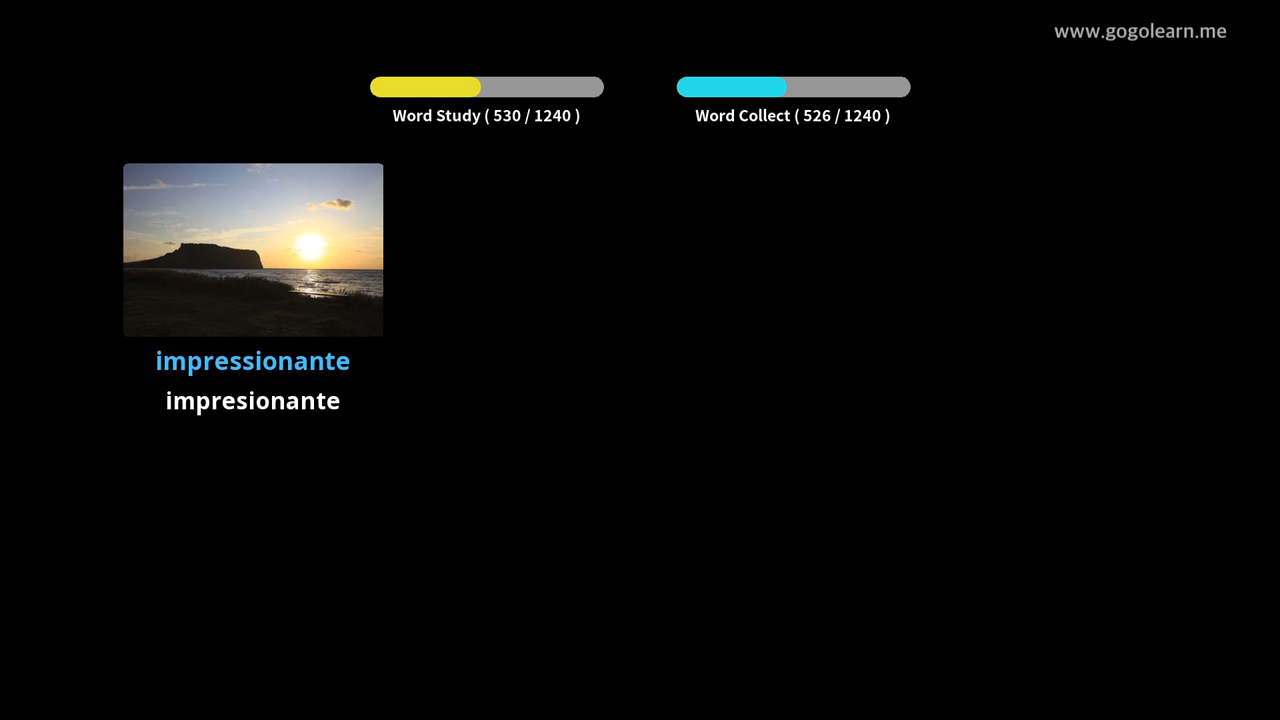 www.gogolearn.me
Word Study ( 530 / 1240 )
Word Collect ( 526 / 1240 )
impressionante
impresionante